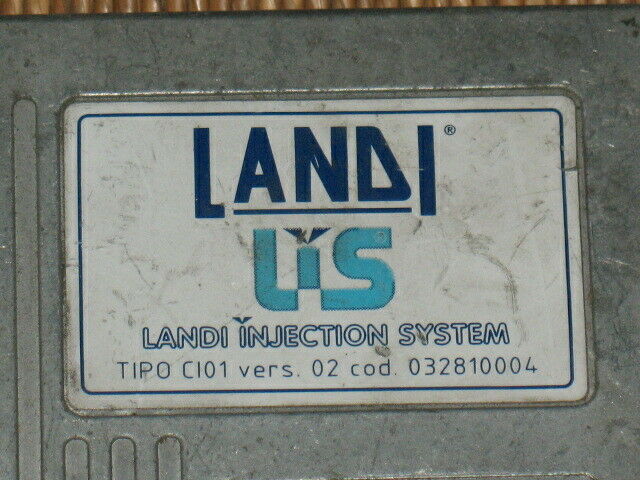 LANDI®
LiS®
LANDI INJECTION SYSTEM
TIPO CI01 vers. 02 cod. 032810004